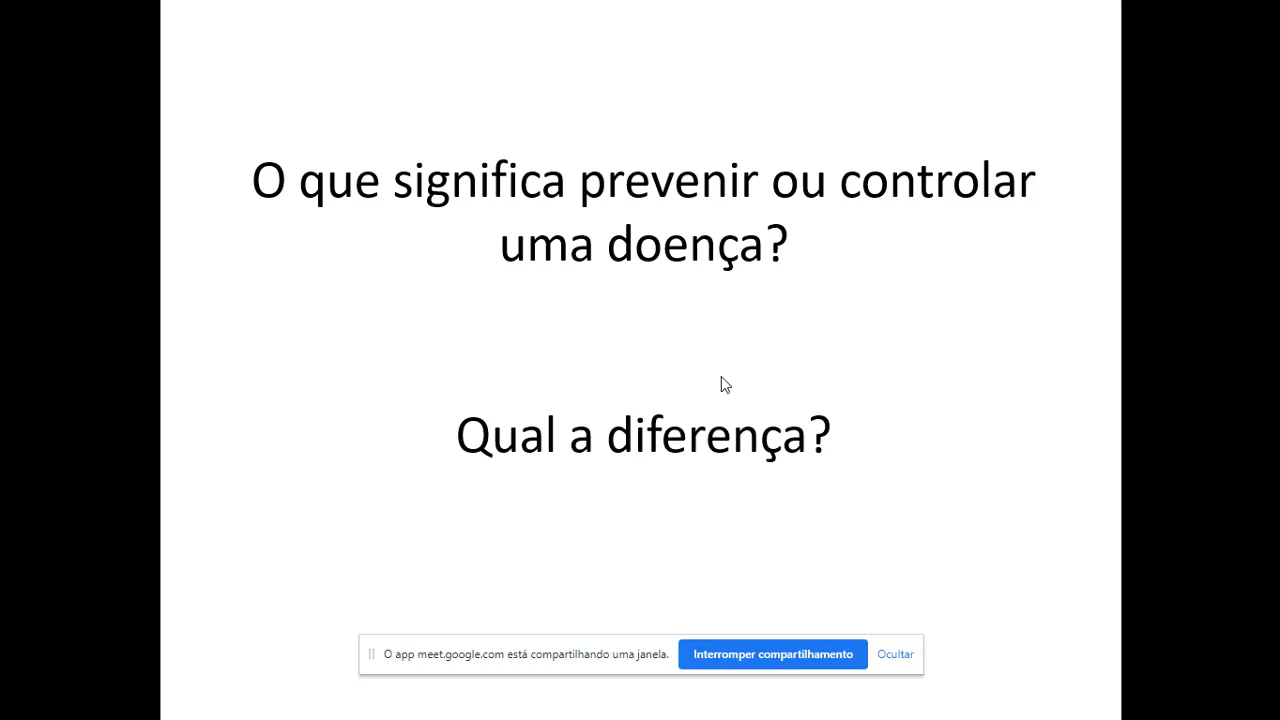 O que significa prevenir ou controlar
uma doença?
Qual a diferença?
O app meet.google.com está compartilhando uma janela. Interromper compartilhamento Ocultar